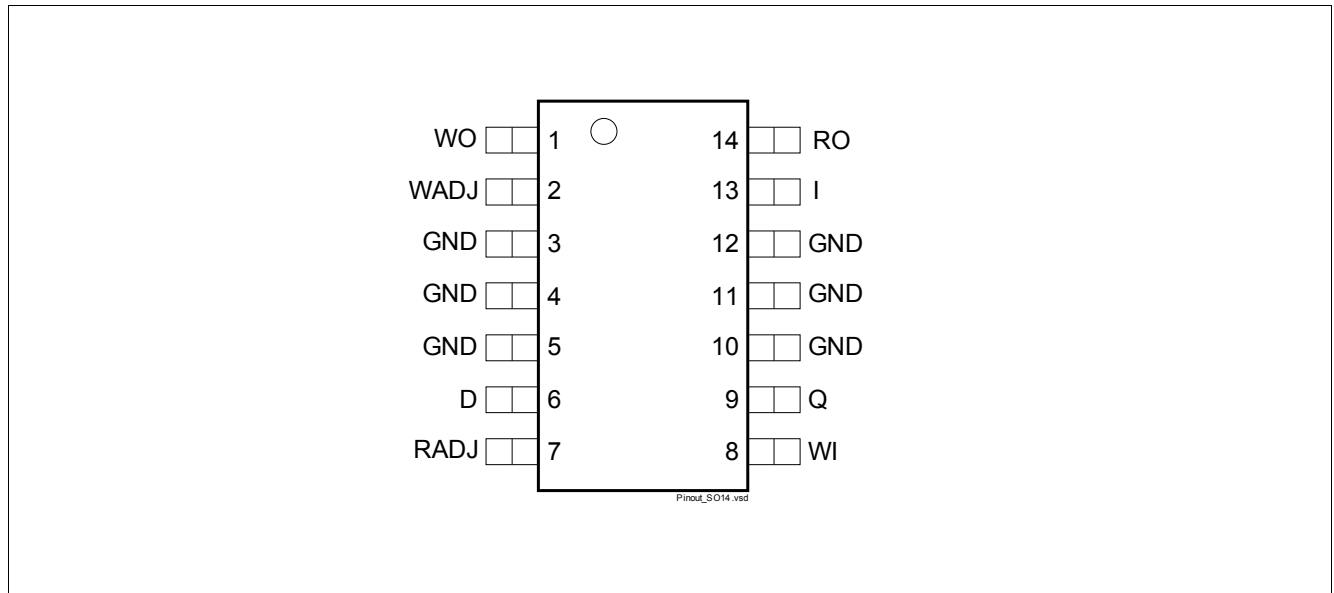 WO 1 14 RO
WADJ 2 13 I
GND 3 12 GND
GND 4 11 GND
GND 5 10 GND
D 6 9 Q
RADJ 7 8 WI
Pinout_SO14.vsd